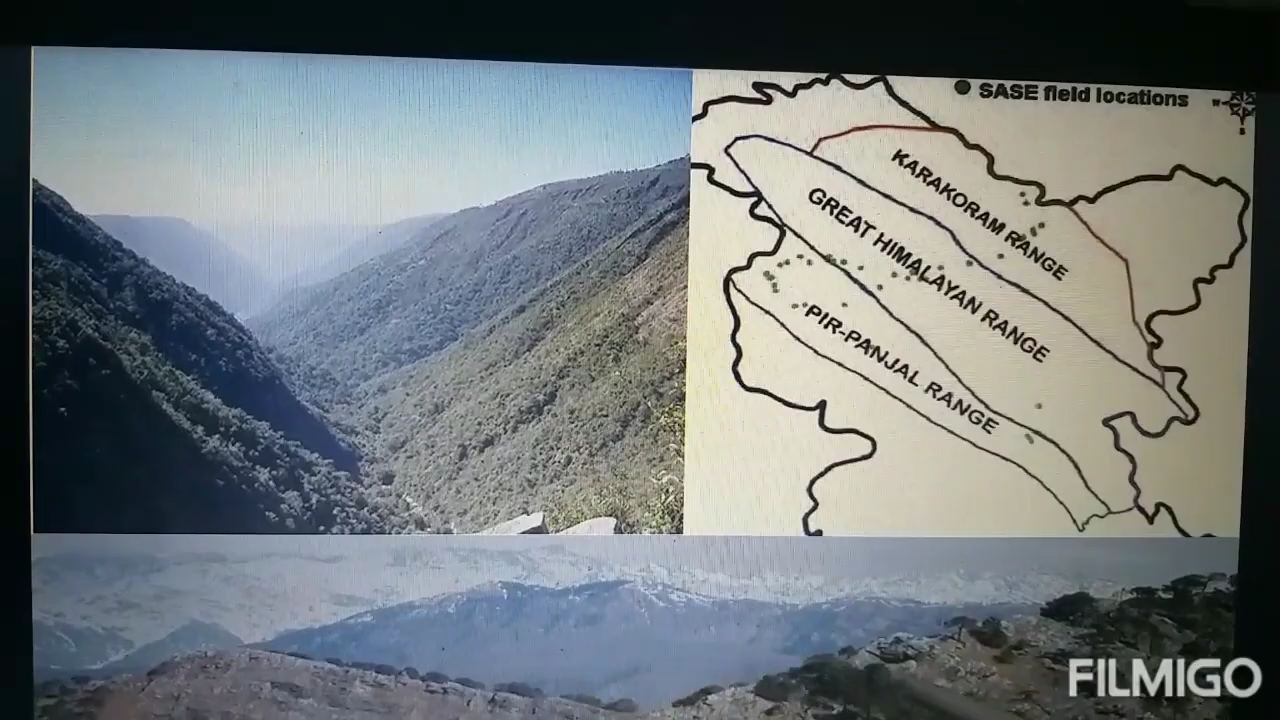 SASE field locations
KARAKORAM RANGE
GREAT HIMALAYAN RANGE
PIR-PANJAL RANGE
FILMIGO